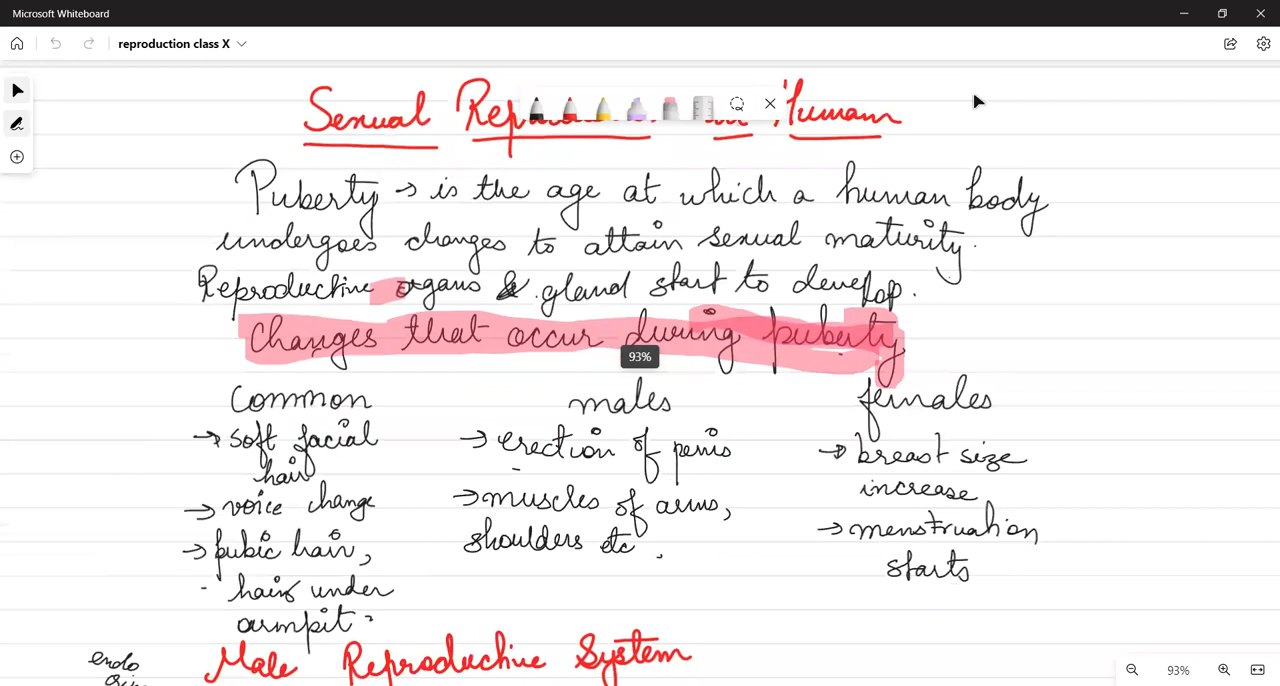 Microsoft Whiteboard
reproduction class X
Sexual Human
Puberty → is the age at which a human body
undergoes changes to attain sexual maturity.
Reproductive organs & gland start to develop.
Changes that occur during puberty
93%
Common males females
→ soft facial hair
→ voice change
→ pubic hair,
hair under
armpit
→ erection of penis
→ muscles of arms,
shoulders etc.
→ breast size
increase
→ menstruation
starts
Male Reproductive System
endo
93%